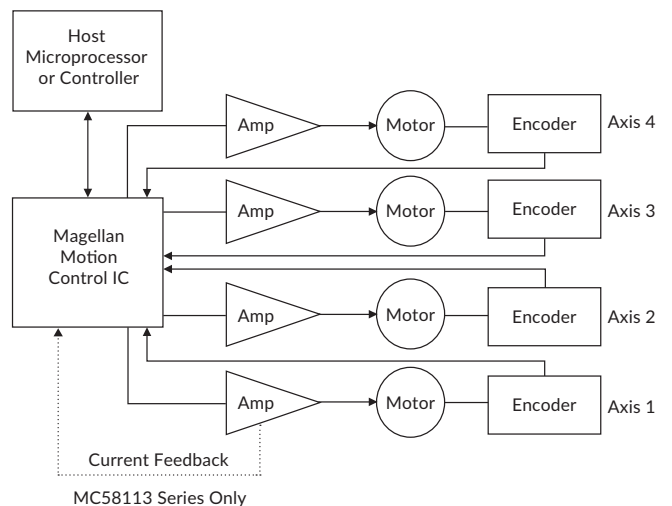 Host
Microprocessor
or Controller
Amp
Motor
Encoder
Axis 4
Amp
Motor
Encoder
Axis 3
Magellan
Motion
Control IC
Amp
Motor
Encoder
Axis 2
Amp
Motor
Encoder
Axis 1
Current Feedback
MC58113 Series Only